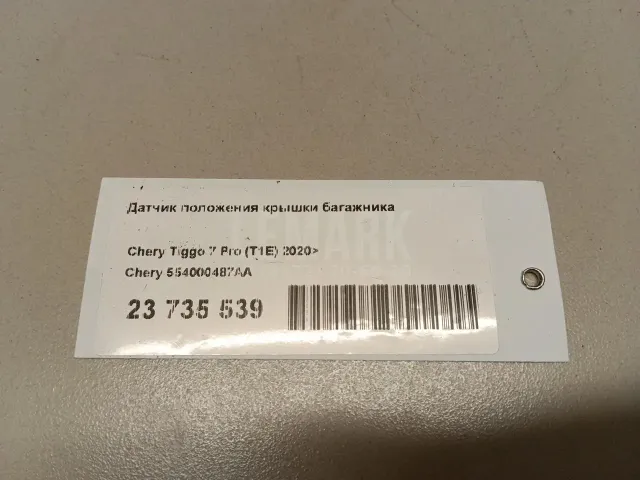 Датчик положения крышки багажника
Chery Tiggo 7 Pro (T1E) 2020>
Chery 554000487AA
23 735 539